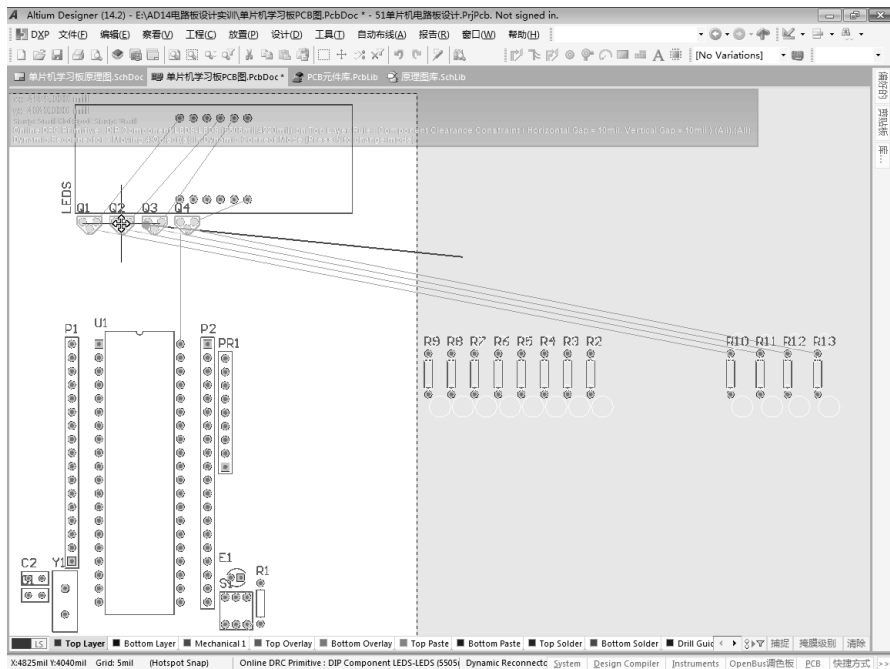 Altium Designer (14.2) - E:\AD14电路板设计实训\单片机学习板PCB图.PcbDoc * - 51单片机电路板设计.PrjPcb. Not signed in.
DXP 文件(F) 编辑(E) 察看(V) 工程(C) 放置(P) 设计(D) 工具(T) 自动布线(A) 报告(R) 窗口(W) 帮助(H)
[No Variations]
单片机学习板原理图.SchDoc 单片机学习板PCB图.PcbDoc * PCB元件库.PcbLib 原理图库.SchLib
LEDS
Q1 Q2 Q3 Q4
P1 U1 P2 PR1
R9 R8 R7 R6 R5 R4 R3 R2 R10 R11 R12 R13
C2 Y1 E1
S1 R1
LS Top Layer Bottom Layer Mechanical 1 Top Overlay Bottom Overlay Top Paste Bottom Paste Top Solder Bottom Solder Drill Guic 捕捉 掩膜级别 清除
X:4825mil Y:4040mil Grid: 5mil (Hotspot Snap) Online DRC Primitive : DIP Component LEDS-LEDS (5505 Dynamic Reconnectc System Design Compiler Instruments OpenBus调色板 PCB 快捷方式 >>